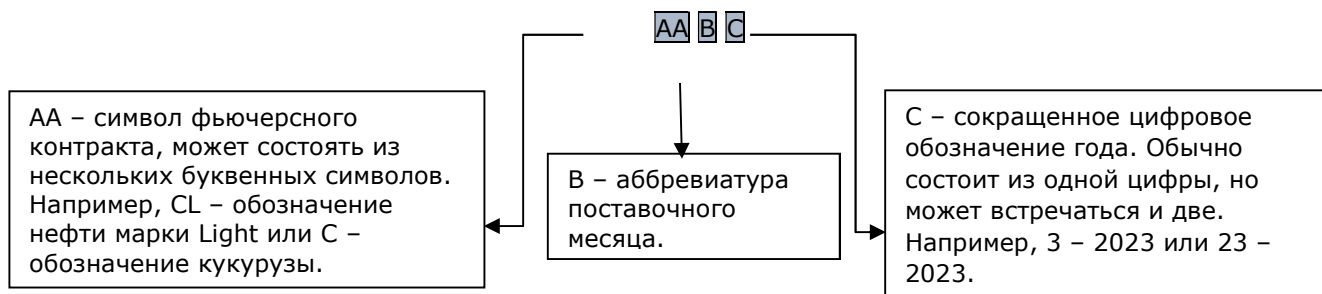 AA B C
AA – символ фьючерсного
контракта, может состоять из
нескольких буквенных символов.
Например, CL – обозначение
нефти марки Light или C –
обозначение кукурузы.
B – аббревиатура
поставочного
месяца.
C – сокращенное цифровое
обозначение года. Обычно
состоит из одной цифры, но
может встречаться и две.
Например, 3 – 2023 или 23 –
2023.